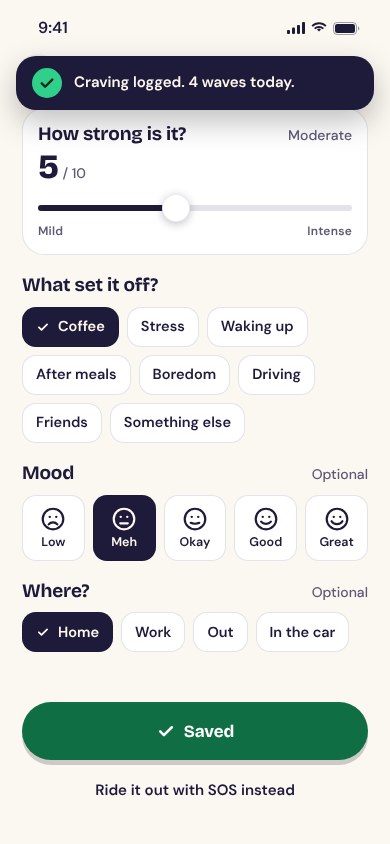 9:41
Craving logged. 4 waves today.
How strong is it? Moderate
5 / 10
Mild Intense
What set it off?
Coffee Stress Waking up
After meals Boredom Driving
Friends Something else
Mood Optional
Low Meh Okay Good Great
Where? Optional
Home Work Out In the car
Saved
Ride it out with SOS instead